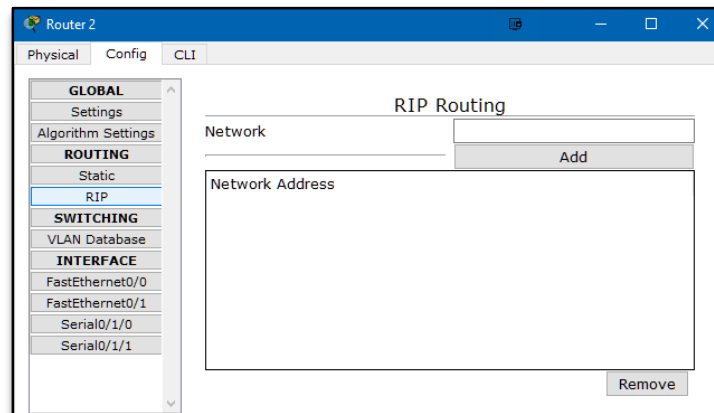 Router 2
Physical Config CLI
GLOBAL
Settings
Algorithm Settings
ROUTING
Static
RIP
SWITCHING
VLAN Database
INTERFACE
FastEthernet0/0
FastEthernet0/1
Serial0/1/0
Serial0/1/1
RIP Routing
Network
Add
Network Address
Remove